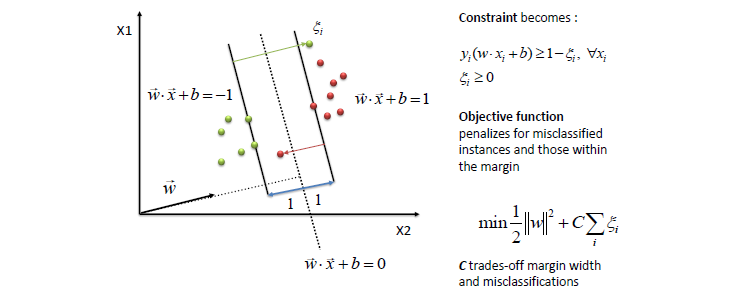 X1
ξᵢ
w⃗·x⃗+b=−1
w⃗·x⃗+b=1
w⃗
1 1
X2
w⃗·x⃗+b=0
Constraint becomes :
yᵢ(w·xᵢ+b)≥1−ξᵢ, ∀xᵢ
ξᵢ≥0
Objective function
penalizes for misclassified
instances and those within
the margin
min 1/2‖w‖²+C∑ᵢξᵢ
C trades-off margin width
and misclassifications